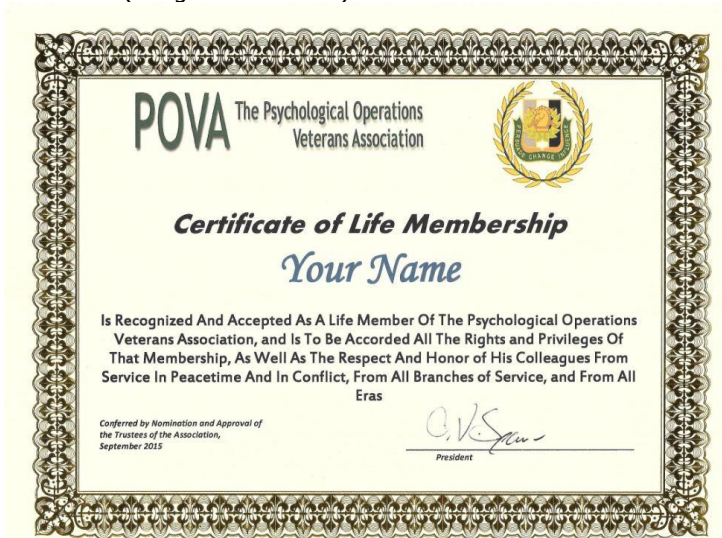 POVA The Psychological Operations
Veterans Association
PERSUADE CHANGE INFLUENCE
Certificate of Life Membership
Your Name
Is Recognized And Accepted As A Life Member Of The Psychological Operations
Veterans Association, and Is To Be Accorded All The Rights and Privileges Of
That Membership, As Well As The Respect And Honor of His Colleagues From
Service In Peacetime And In Conflict, From All Branches of Service, and From All
Eras
Conferred by Nomination and Approval of
the Trustees of the Association,
September 2015
President